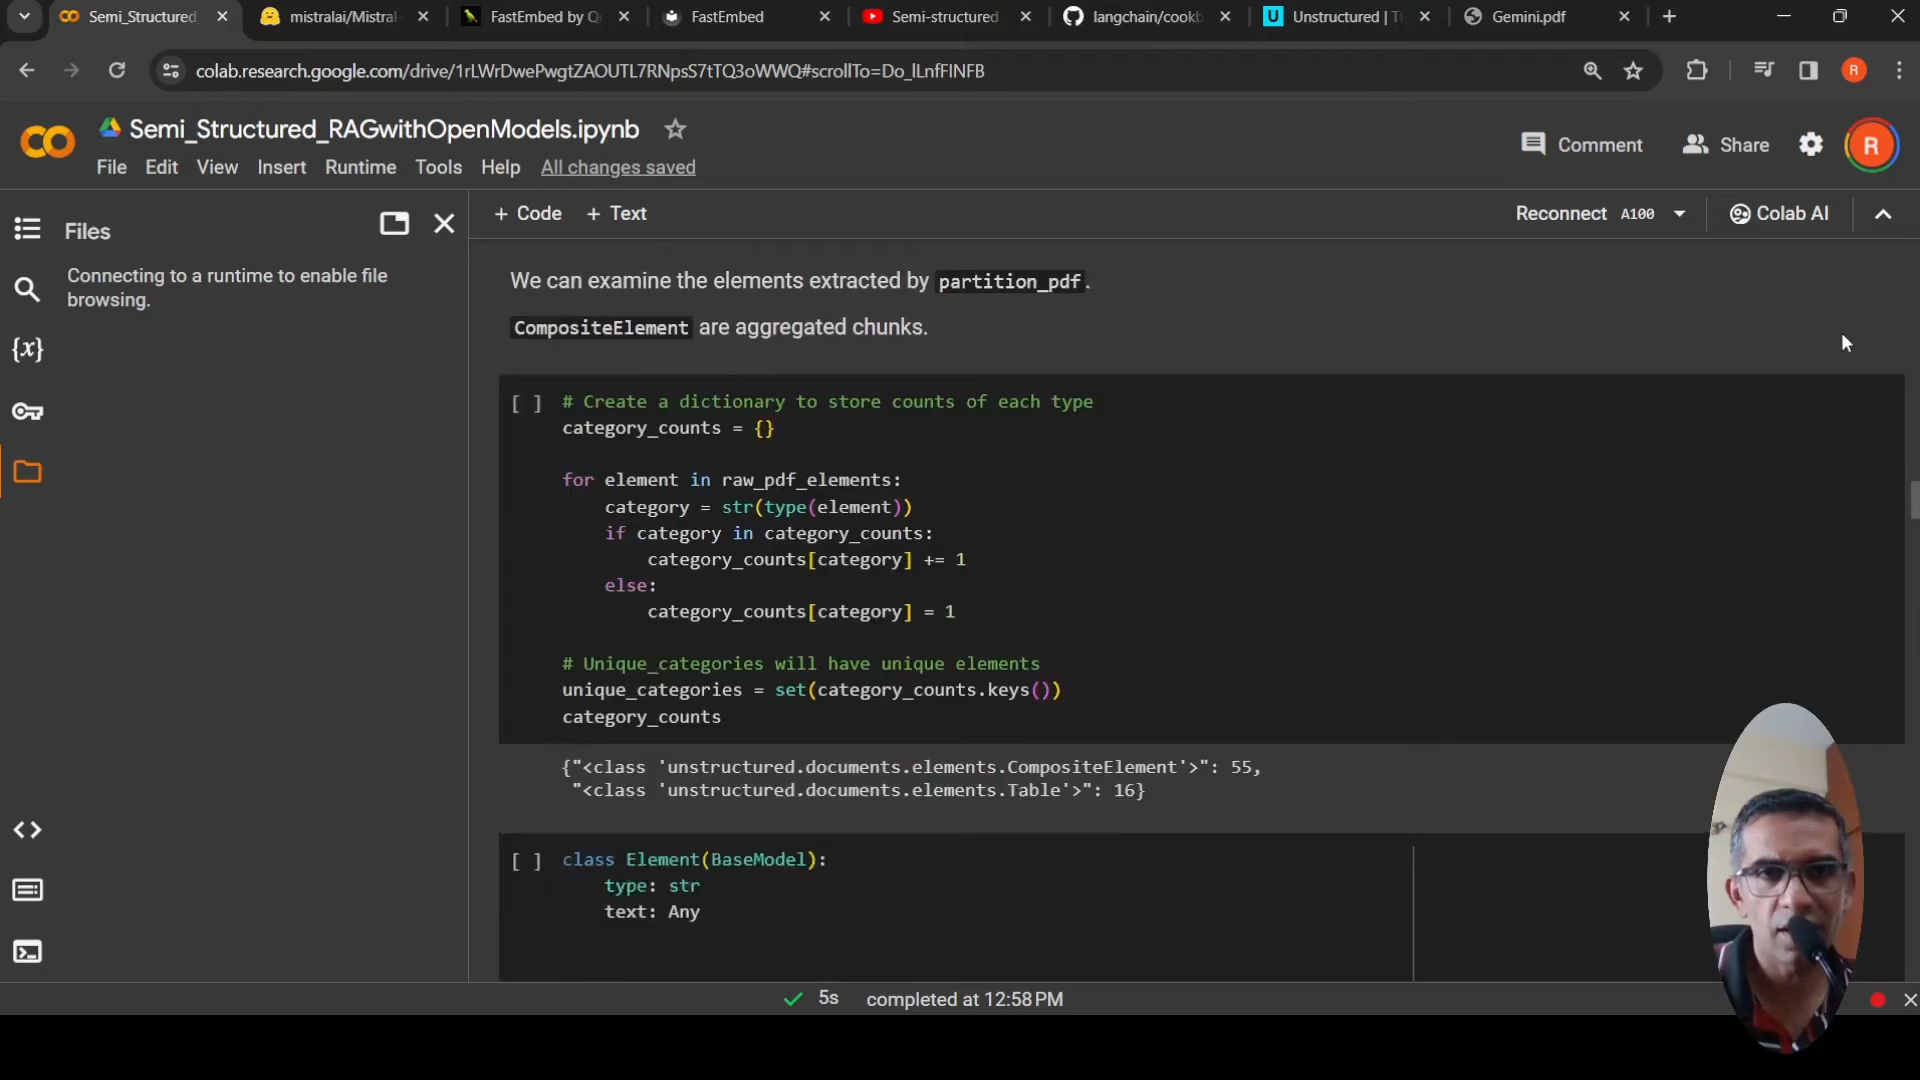 Semi_Structured_
mistralai/Mistral-
FastEmbed by Q
FastEmbed
Semi-structured
langchain/cookb
Unstructured | T
Gemini.pdf
colab.research.google.com/drive/1rLWrDwePwgtZAOUTL7RNpsS7tTQ3oWWQ#scrollTo=Do_lLnfFlNFB
R
CO
Semi_Structured_RAGwithOpenModels.ipynb
Comment
Share
R
File Edit View Insert Runtime Tools Help All changes saved
Files
+ Code + Text
Reconnect A100
Colab AI
Connecting to a runtime to enable file
browsing.
{x}
We can examine the elements extracted by partition_pdf.
CompositeElement are aggregated chunks.
[ ] # Create a dictionary to store counts of each type
category_counts = {}
for element in raw_pdf_elements:
category = str(type(element))
if category in category_counts:
category_counts[category] += 1
else:
category_counts[category] = 1
# Unique_categories will have unique elements
unique_categories = set(category_counts.keys())
category_counts
{"<class 'unstructured.documents.elements.CompositeElement'>": 55,
"<class 'unstructured.documents.elements.Table'>": 16}
[ ] class Element(BaseModel):
type: str
text: Any
5s completed at 12:58 PM